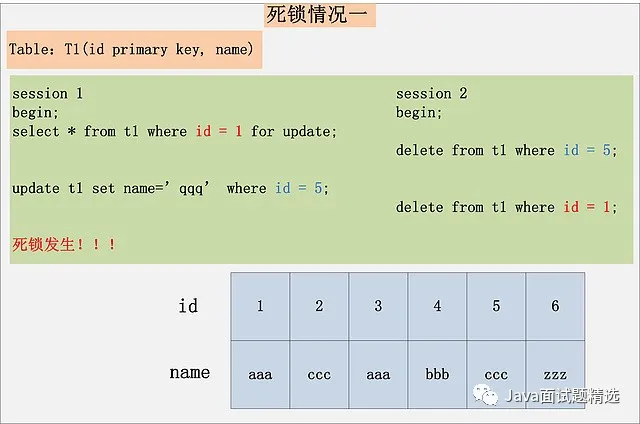 死锁情况一
Table: T1(id primary key, name)
session 1
begin;
select * from t1 where id = 1 for update;
update t1 set name=’qqq’ where id = 5;
死锁发生！！！
session 2
begin;
delete from t1 where id = 5;
delete from t1 where id = 1;
id 1 2 3 4 5 6
name aaa ccc aaa bbb ccc zzz
Java面试题精选